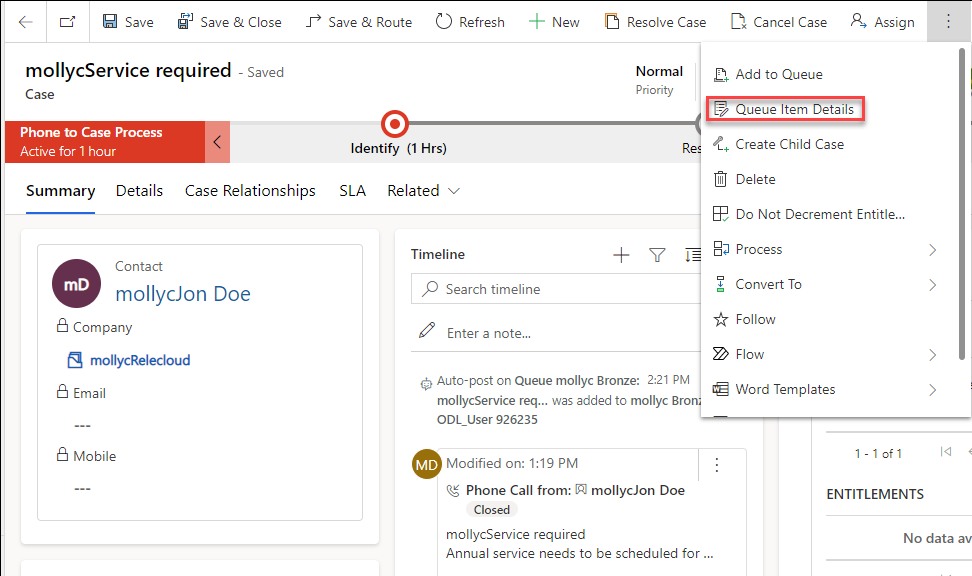 Save
Save & Close
Save & Route
Refresh
New
Resolve Case
Cancel Case
Assign
mollycService required - Saved
Case
Normal
Priority
Phone to Case Process
Active for 1 hour
Identify (1 Hrs)
Res
Summary
Details
Case Relationships
SLA
Related
mD
Contact
mollycJon Doe
Company
mollycRelecloud
Email
---
Mobile
---
Timeline
Search timeline
Enter a note...
Auto-post on Queue mollyc Bronze: 2:21 PM
mollycService req... was added to mollyc Bronz
ODL_User 926235
MD
Modified on: 1:19 PM
Phone Call from: mollycJon Doe
Closed
mollycService required
Annual service needs to be scheduled for ...
Add to Queue
Queue Item Details
Create Child Case
Delete
Do Not Decrement Entitle...
Process
Convert To
Follow
Flow
Word Templates
1 - 1 of 1
ENTITLEMENTS
No data av